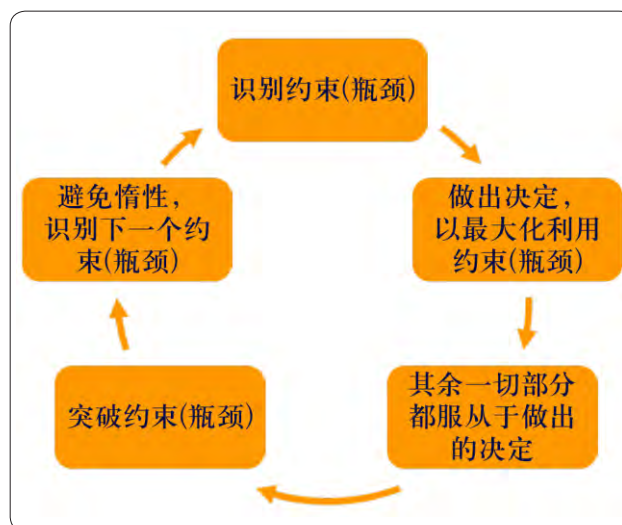 识别约束(瓶颈)
做出决定,
以最大化利用
约束(瓶颈)
其余一切部分
都服从于做出
的决定
突破约束(瓶颈)
避免惰性,
识别下一个约
束(瓶颈)